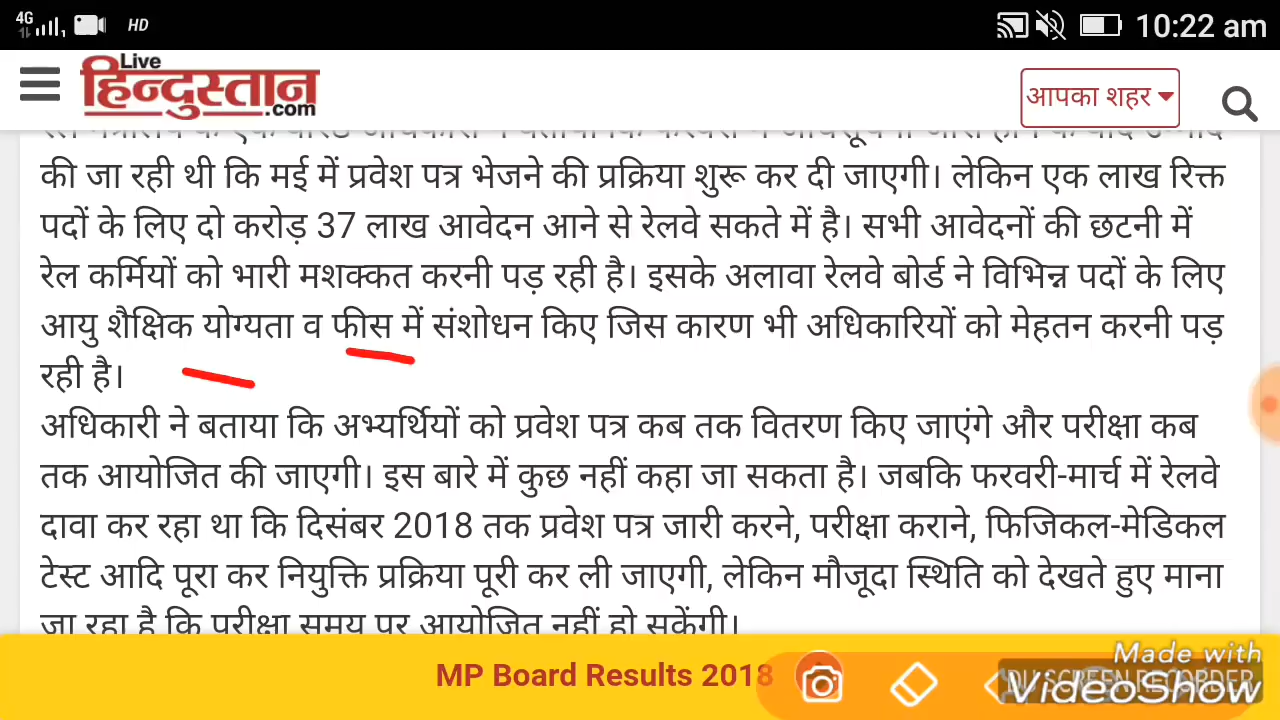 4G HD 10:22 am
Live
हिन्दुस्तान
.com
आपका शहर
की जा रही थी कि मई में प्रवेश पत्र भेजने की प्रक्रिया शुरू कर दी जाएगी। लेकिन एक लाख रिक्त
पदों के लिए दो करोड़ 37 लाख आवेदन आने से रेलवे सकते में है। सभी आवेदनों की छटनी में
रेल कर्मियों को भारी मशक्कत करनी पड़ रही है। इसके अलावा रेलवे बोर्ड ने विभिन्न पदों के लिए
आयु शैक्षिक योग्यता व फीस में संशोधन किए जिस कारण भी अधिकारियों को मेहतन करनी पड़
रही है।
अधिकारी ने बताया कि अभ्यर्थियों को प्रवेश पत्र कब तक वितरण किए जाएंगे और परीक्षा कब
तक आयोजित की जाएगी। इस बारे में कुछ नहीं कहा जा सकता है। जबकि फरवरी-मार्च में रेलवे
दावा कर रहा था कि दिसंबर 2018 तक प्रवेश पत्र जारी करने, परीक्षा कराने, फिजिकल-मेडिकल
टेस्ट आदि पूरा कर नियुक्ति प्रक्रिया पूरी कर ली जाएगी, लेकिन मौजूदा स्थिति को देखते हुए माना
जा रहा है कि परीक्षा समय पर आयोजित नहीं हो सकेंगी।
MP Board Results 2018
Made with
VideoShow
DU SCREEN RECORDER